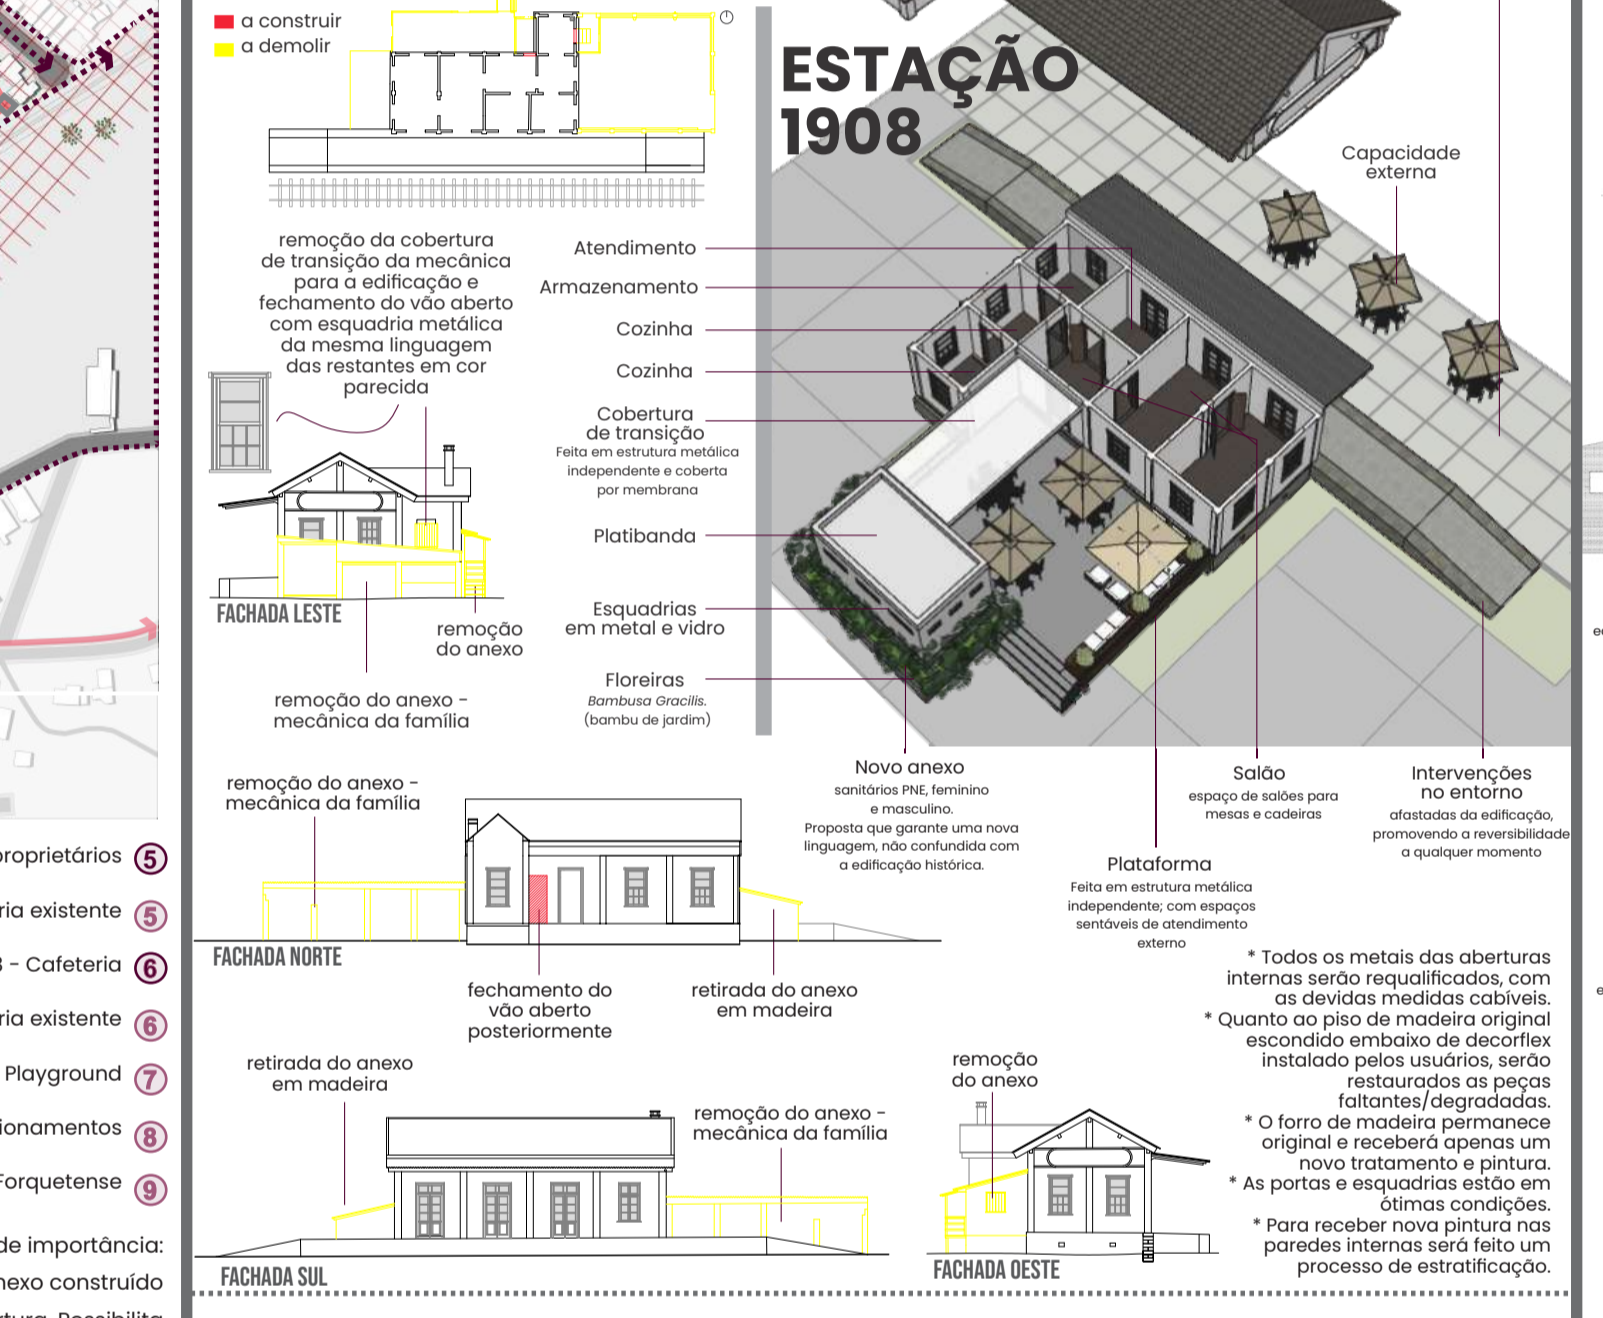 a construir
a demolir
ESTAÇÃO
1908
Capacidade
externa
remoção da cobertura
de transição da mecânica
para a edificação e
fechamento do vão aberto
com esquadria metálica
da mesma linguagem
das restantes em cor
parecida
Atendimento
Armazenamento
Cozinha
Cozinha
Cobertura
de transição
Feita em estrutura metálica
independente e coberta
por membrana
Platibanda
Esquadrias
em metal e vidro
Floreiras
Bambusa Gracilis.
(bambu de jardim)
FACHADA LESTE
remoção
do anexo
remoção do anexo -
mecânica da família
Novo anexo
sanitários PNE, feminino
e masculino.
Proposta que garante uma nova
linguagem, não confundida com
a edificação histórica.
Plataforma
Feita em estrutura metálica
independente; com espaços
sentáveis de atendimento
externo
Salão
espaço de salões para
mesas e cadeiras
Intervenções
no entorno
afastadas da edificação,
promovendo a reversibilidade
a qualquer momento
remoção do anexo -
mecânica da família
FACHADA NORTE
fechamento do
vão aberto
posteriormente
retirada do anexo
em madeira
retirada do anexo
em madeira
remoção do anexo -
mecânica da família
FACHADA SUL
remoção
do anexo
FACHADA OESTE
* Todos os metais das aberturas
internas serão requalificados, com
as devidas medidas cabíveis.
* Quanto ao piso de madeira original
escondido embaixo de decorflex
instalado pelos usuários, serão
restaurados as peças
faltantes/degradadas.
* O forro de madeira permanece
original e receberá apenas um
novo tratamento e pintura.
* As portas e esquadrias estão em
ótimas condições.
* Para receber nova pintura nas
paredes internas será feito um
processo de estratificação.
proprietários 5
ria existente 5
- Cafeteria 6
ria existente 6
Playground 7
ionamentos 8
Forquetense 9
de importância:
nexo construído